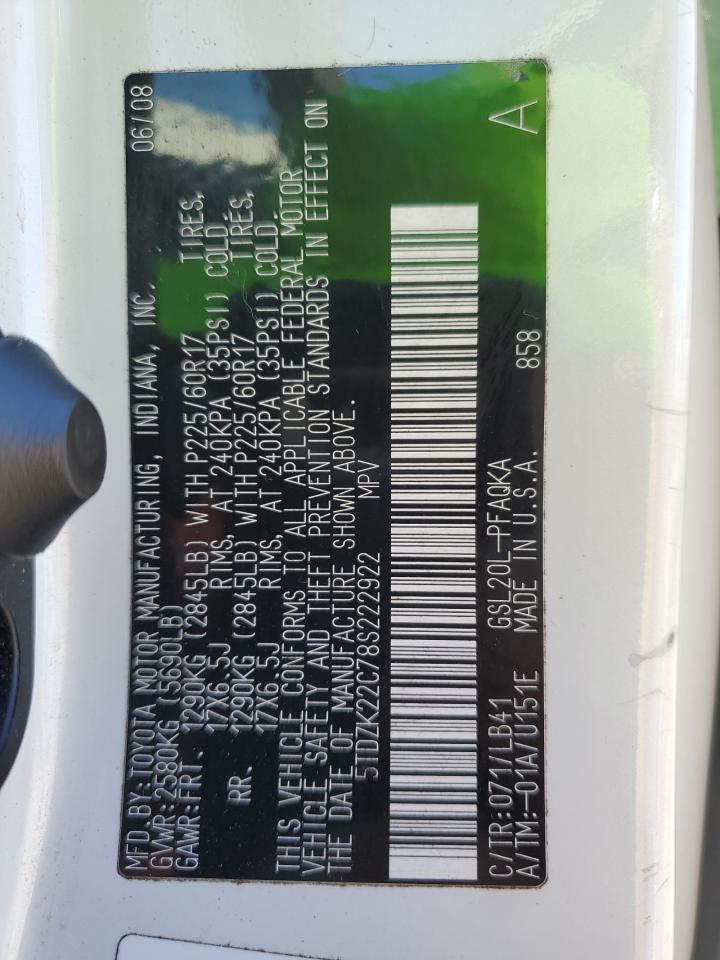 MFD.BY:TOYOTA MOTOR MANUFACTURING, INDIANA, INC. 06/08
GVWR:2580KG (5690LB)
GAWR:FRT. 1290KG (2845LB) WITH P225/60R17 TIRES,
17X6.5J RIMS, AT 240KPA (35PSI) COLD
RR. 1290KG (2845LB) WITH P225/60R17 TIRES,
17X6.5J RIMS, AT 240KPA (35PSI) COLD.
THIS VEHICLE CONFORMS TO ALL APPLICABLE FEDERAL MOTOR
VEHICLE SAFETY AND THEFT PREVENTION STANDARDS IN EFFECT ON
THE DATE OF MANUFACTURE SHOWN ABOVE.
5TDZK22C78S222922 MPV
C/TR:071/LB41 GSL20L-PFAQKA A
A/TM:-01A/U151E MADE IN U.S.A. 858